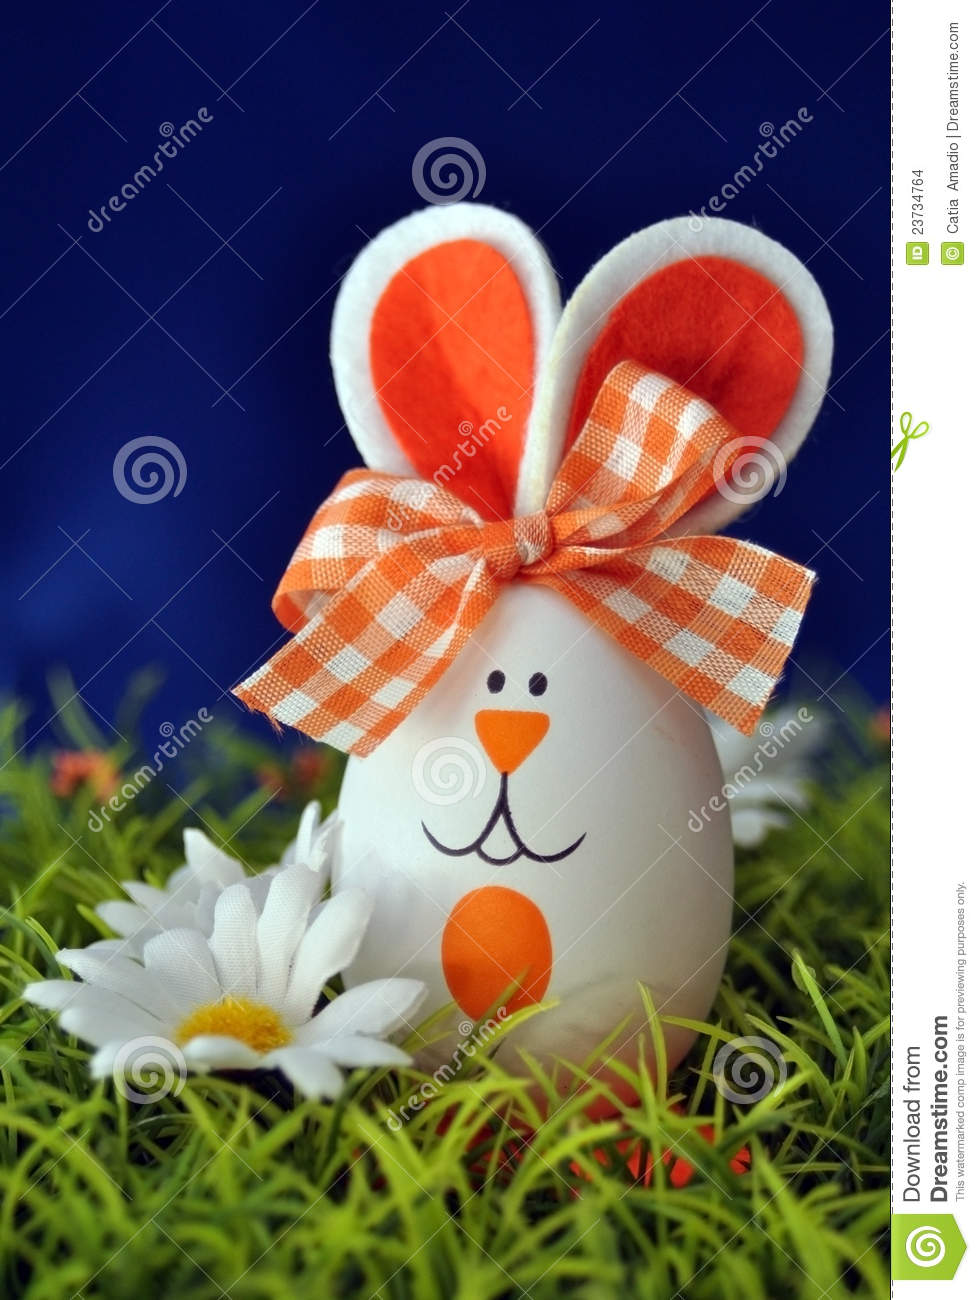 dreamstime
dreamstime
dreamstime
dreamstime
dreamstime
dreamstime
ID 23734764
© Catia Amadio | Dreamstime.com
Download from
Dreamstime.com
This watermarked comp image is for previewing purposes only.